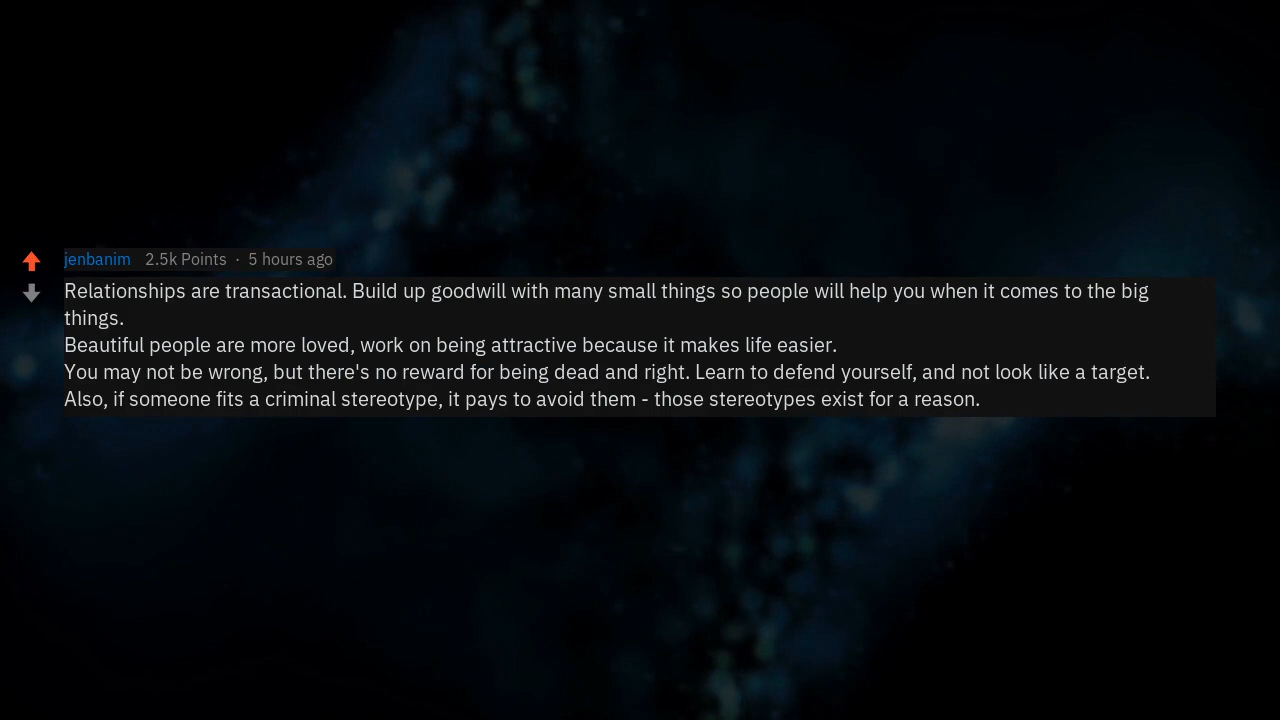 jenbanim 2.5k Points · 5 hours ago
Relationships are transactional. Build up goodwill with many small things so people will help you when it comes to the big
things.
Beautiful people are more loved, work on being attractive because it makes life easier.
You may not be wrong, but there's no reward for being dead and right. Learn to defend yourself, and not look like a target.
Also, if someone fits a criminal stereotype, it pays to avoid them - those stereotypes exist for a reason.